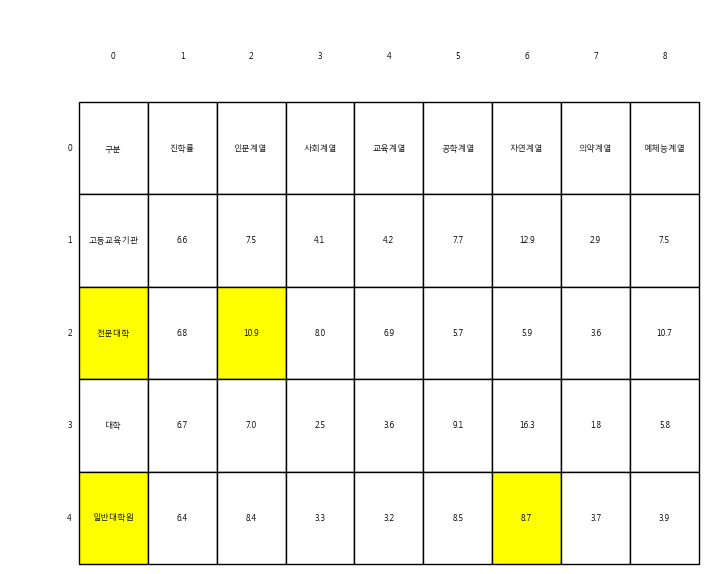 0 1 2 3 4 5 6 7 8
0 구분 진학률 인문계열 사회계열 교육계열 공학계열 자연계열 의약계열 예체능계열
1 고등교육기관 6.6 7.5 4.1 4.2 7.7 12.9 2.9 7.5
2 전문대학 6.8 10.9 8.0 6.9 5.7 5.9 3.6 10.7
3 대학 6.7 7.0 2.5 3.6 9.1 16.3 1.8 5.8
4 일반대학원 6.4 8.4 3.3 3.2 8.5 8.7 3.7 3.9